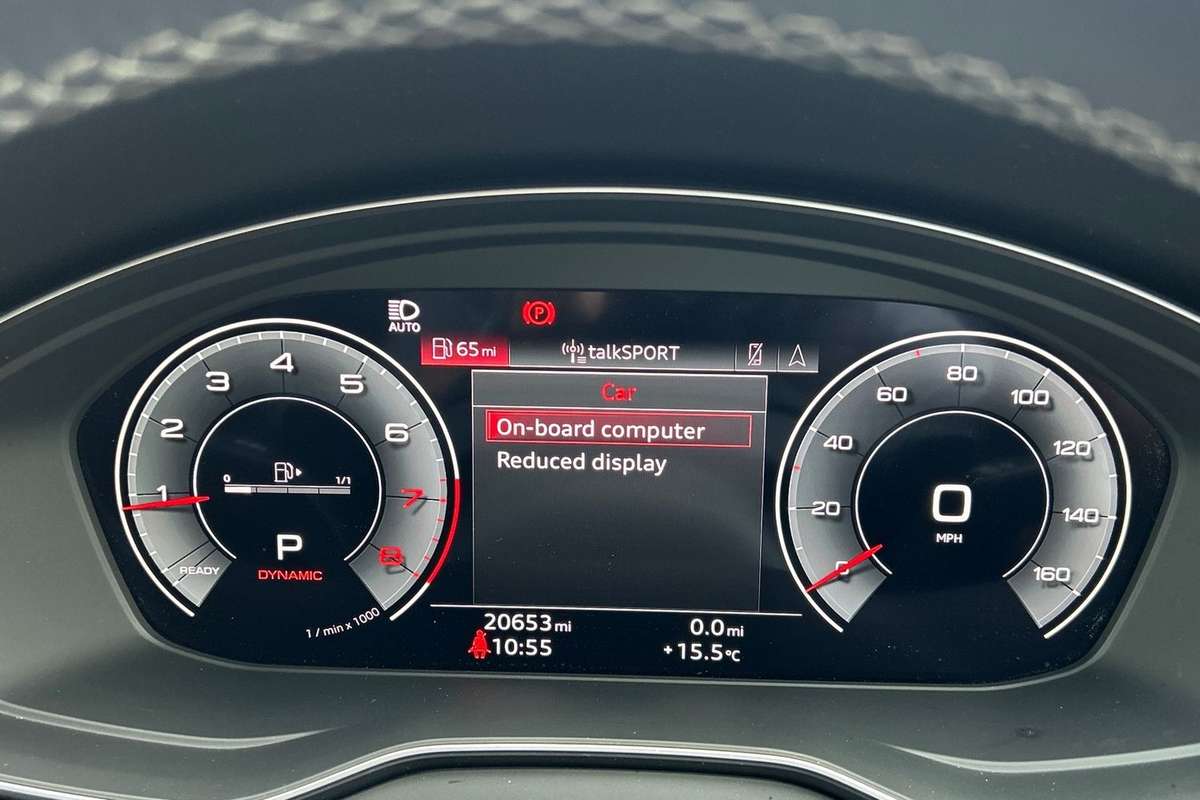 AUTO
P
65 mi
talkSPORT
Car
On-board computer
Reduced display
1
2
3
4
5
6
7
8
READY
0
1/1
P
DYNAMIC
1 / min x 1000
0
20
40
60
80
100
120
140
160
0
MPH
20653 mi
0.0 mi
10:55
+15.5 °C